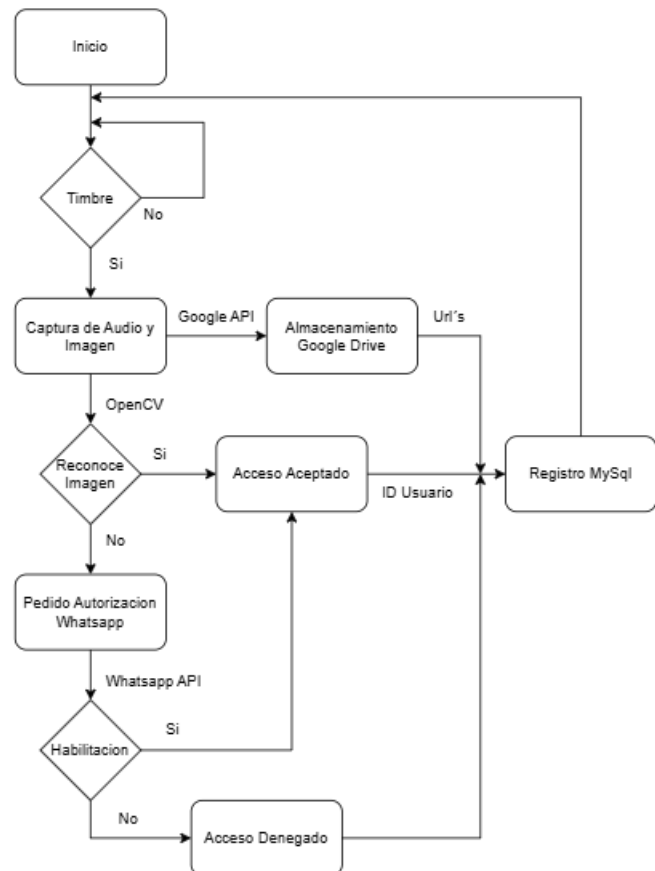 Inicio
Timbre
No
Si
Captura de Audio y
Imagen
Google API
Almacenamiento
Google Drive
Url´s
OpenCV
Reconoce
Imagen
Si
Acceso Aceptado
ID Usuario
Registro MySql
No
Pedido Autorizacion
Whatsapp
Whatsapp API
Habilitacion
Si
No
Acceso Denegado